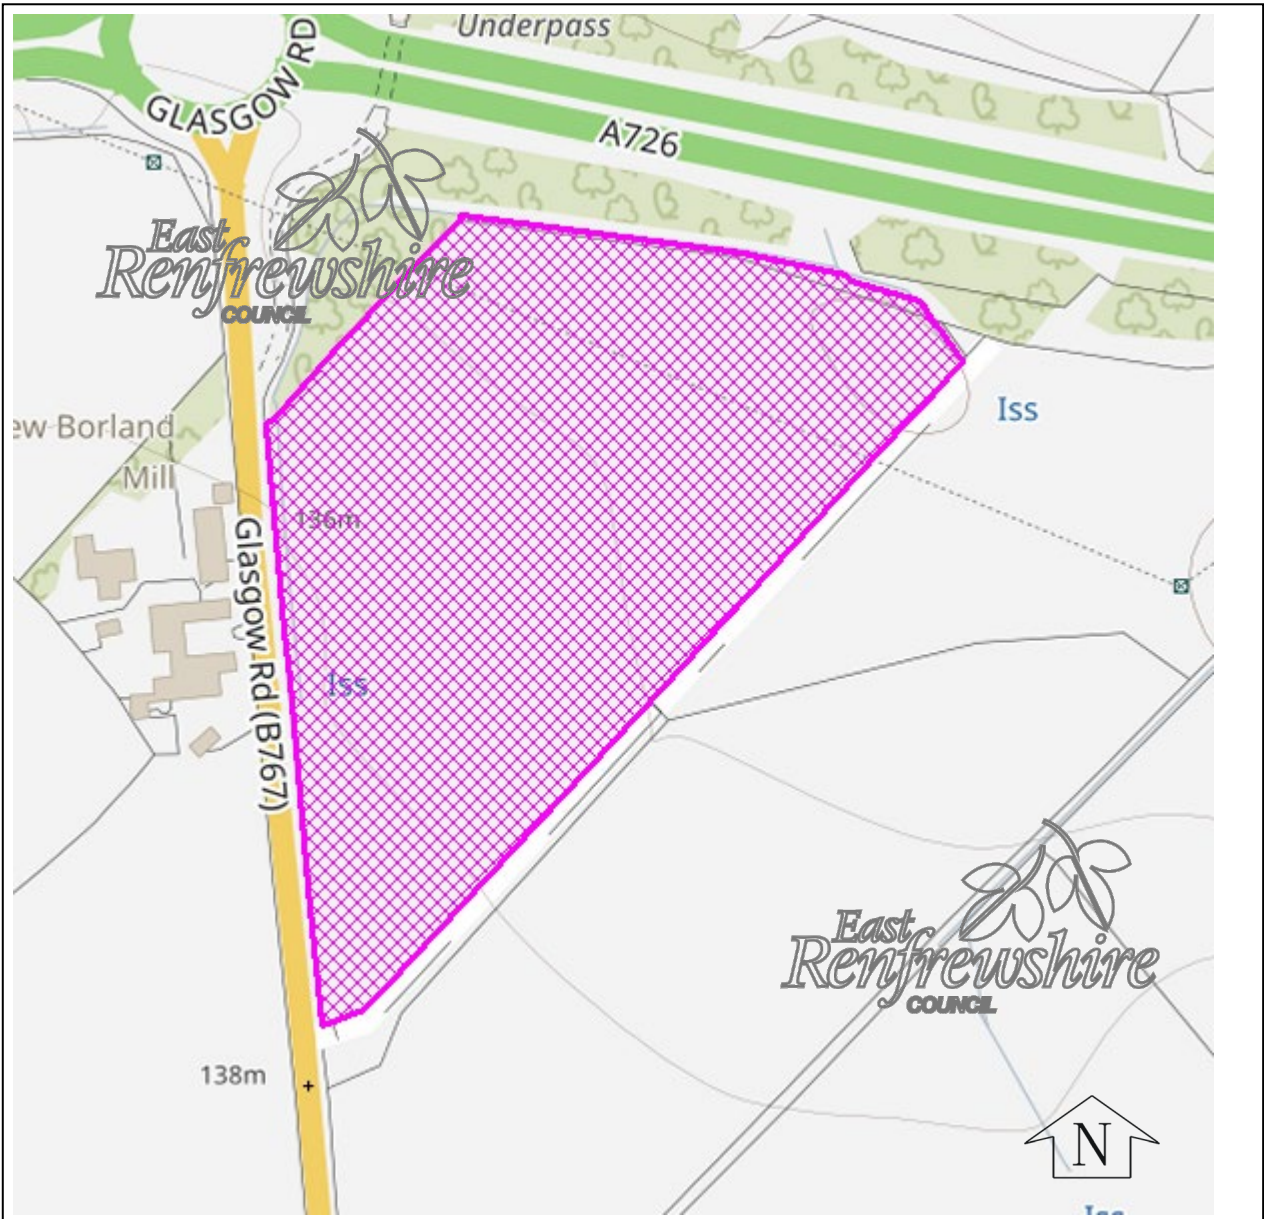 Underpass
GLASGOW RD
A726
East
Renfrewshire
COUNCIL
Iss
ew Borland
Mill
136m
Glasgow Rd (B767)
Iss
East
Renfrewshire
COUNCIL
138m
N
Iss